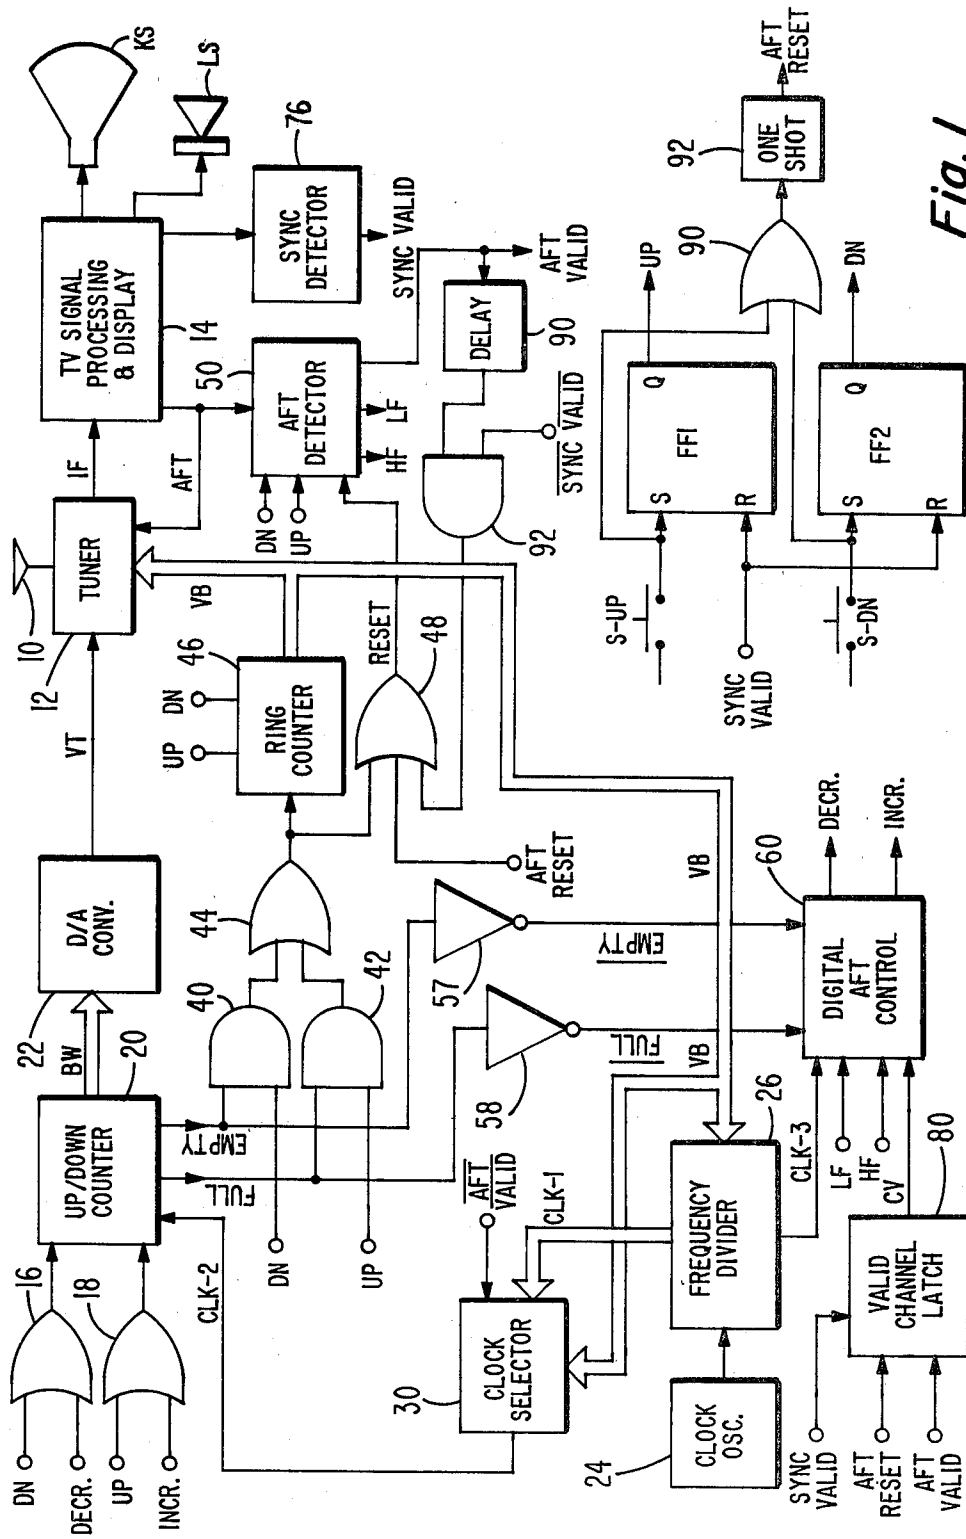 10
KS
LS
TUNER
12
IF
TV SIGNAL
PROCESSING
& DISPLAY
14
AFT
VT
D/A
CONV.
22
BW
UP/DOWN
COUNTER
20
16
18
DN
DECR.
UP
INCR.
CLK-2
EMPTY
FULL
40
42
44
DN
UP
UP
DN
RING
COUNTER
46
VB
RESET
48
AFT
RESET
50
AFT
DETECTOR
DN
UP
HF
LF
SYNC
DETECTOR
76
SYNC VALID
AFT
VALID
DELAY
90
92
SYNC VALID
57
58
EMPTY
FULL
VB
VB
AFT
VALID
CLK-1
CLOCK
SELECTOR
30
CLOCK
OSC.
24
FREQUENCY
DIVIDER
26
CLK-3
LF
HF
CV
DIGITAL
AFT
CONTROL
60
DECR.
INCR.
SYNC
VALID
AFT
RESET
AFT
VALID
VALID
CHANNEL
LATCH
80
S-UP
SYNC
VALID
S-DN
S
Q
FF1
R
UP
S
Q
FF2
R
DN
90
ONE
SHOT
92
AFT
RESET
Fig. 1